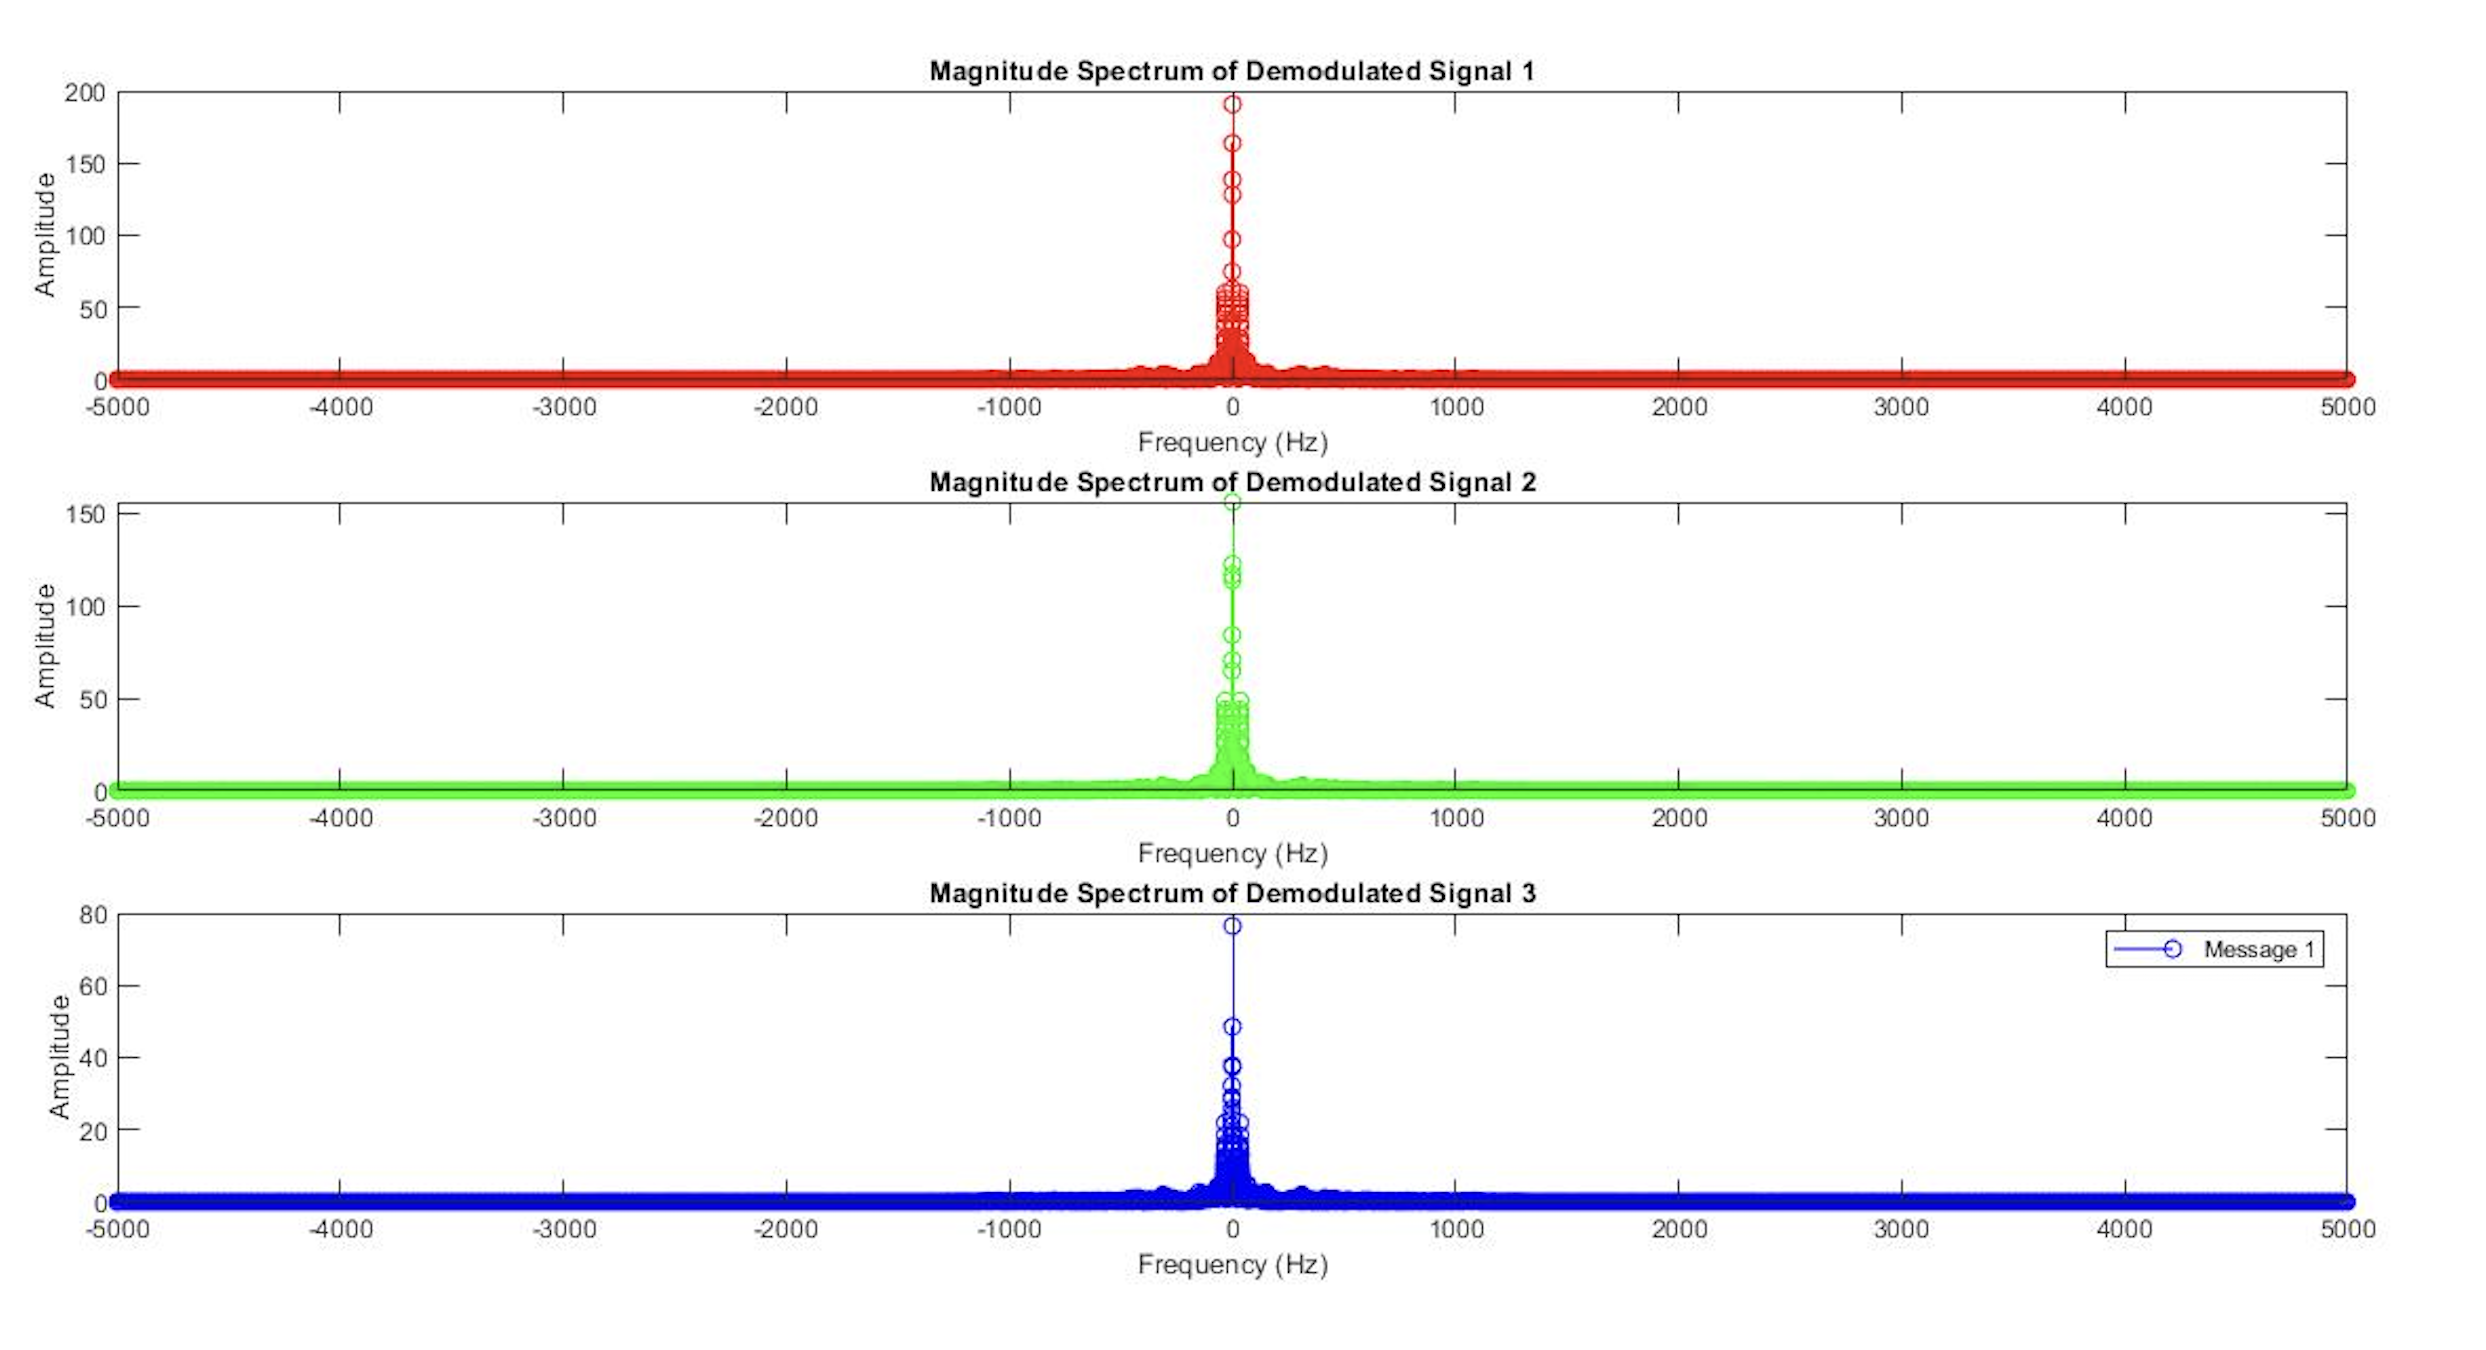 Magnitude Spectrum of Demodulated Signal 1
200
150
100
50
0
Amplitude
-5000 -4000 -3000 -2000 -1000 0 1000 2000 3000 4000 5000
Frequency (Hz)
Magnitude Spectrum of Demodulated Signal 2
150
100
50
0
Amplitude
-5000 -4000 -3000 -2000 -1000 0 1000 2000 3000 4000 5000
Frequency (Hz)
Magnitude Spectrum of Demodulated Signal 3
80
60
40
20
0
Amplitude
Message 1
-5000 -4000 -3000 -2000 -1000 0 1000 2000 3000 4000 5000
Frequency (Hz)